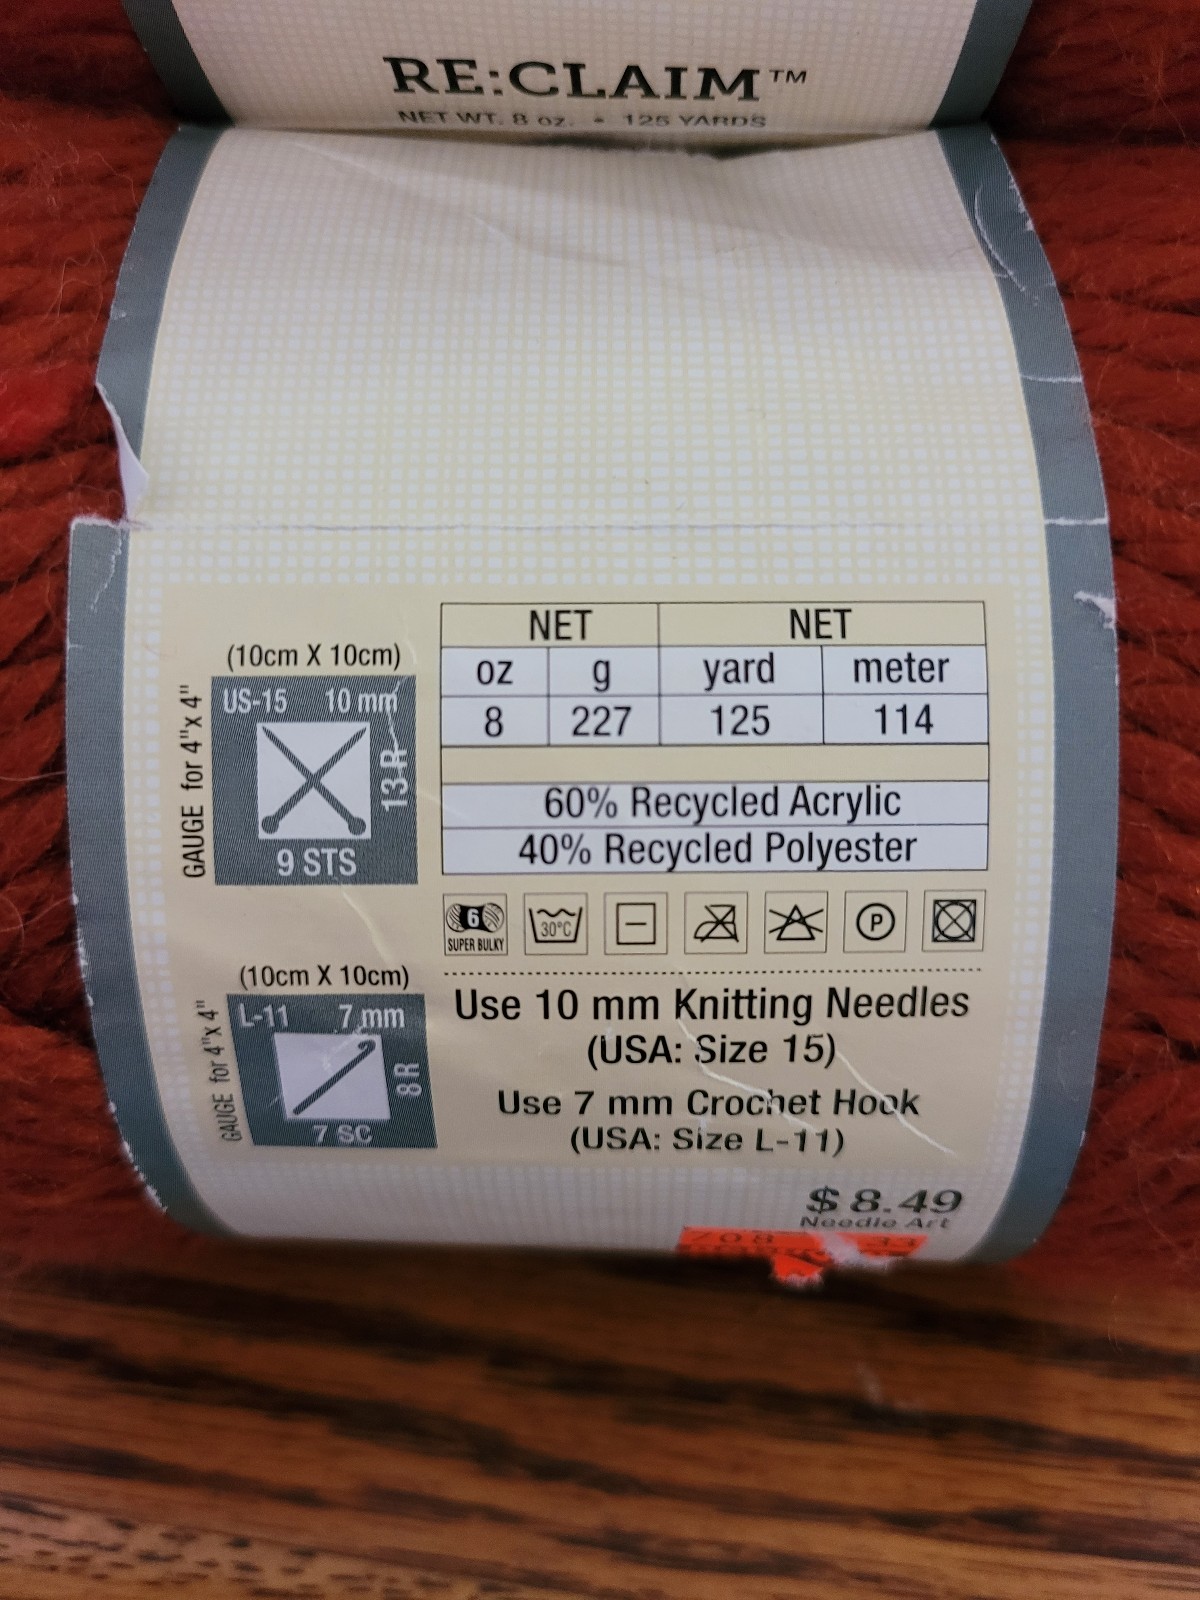 RE:CLAIM™
NET WT. 8 oz. • 125 YARDS
(10cm X 10cm)
GAUGE for 4"x 4"
US-15 10 mm
13 R
9 STS
NET NET
oz g yard meter
8 227 125 114
60% Recycled Acrylic
40% Recycled Polyester
6
SUPER BULKY
30°C
P
(10cm X 10cm)
GAUGE for 4"x 4"
L-11 7 mm
8 R
7 SC
Use 10 mm Knitting Needles
(USA: Size 15)
Use 7 mm Crochet Hook
(USA: Size L-11)
$8.49
Needle Art
708 33